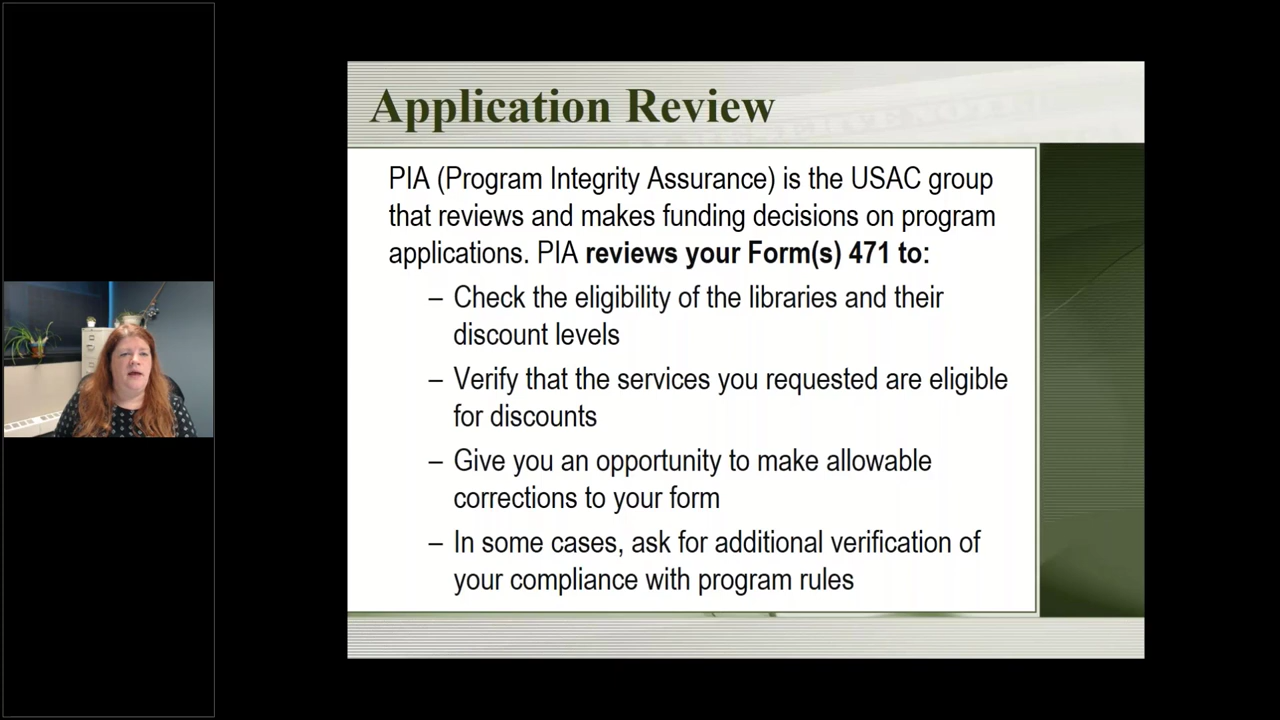 Application Review
PIA (Program Integrity Assurance) is the USAC group
that reviews and makes funding decisions on program
applications. PIA reviews your Form(s) 471 to:
– Check the eligibility of the libraries and their
discount levels
– Verify that the services you requested are eligible
for discounts
– Give you an opportunity to make allowable
corrections to your form
– In some cases, ask for additional verification of
your compliance with program rules